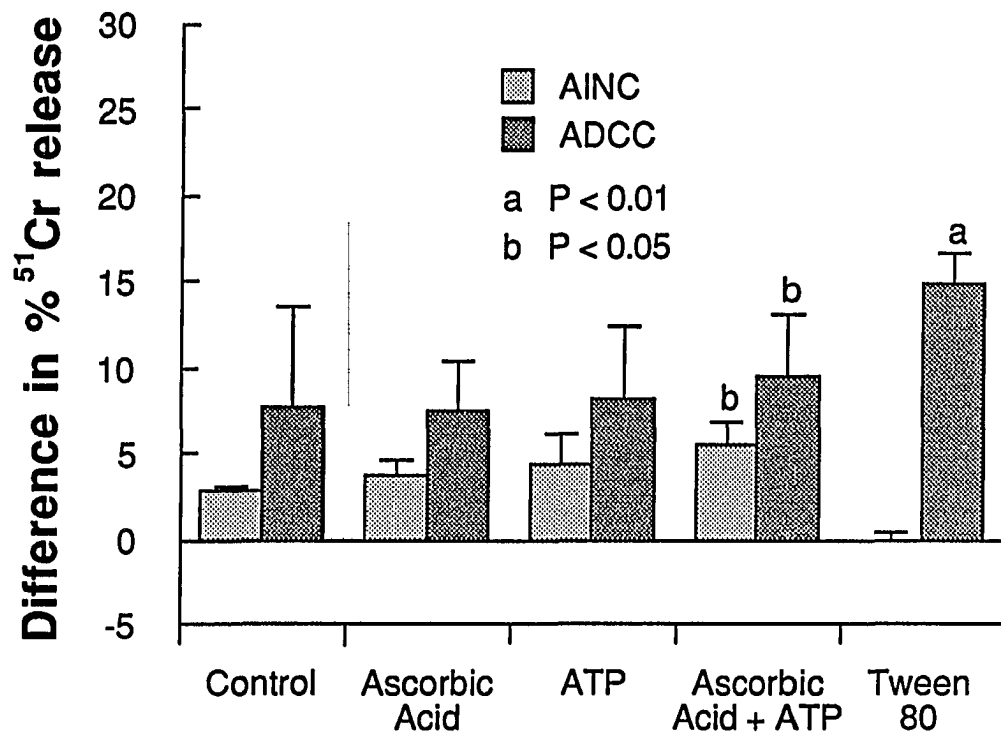 Difference in % ⁵¹Cr release
30
25
20
15
10
5
0
-5
AINC
ADCC
a P < 0.01
b P < 0.05
b
b
a
Control
Ascorbic
Acid
ATP
Ascorbic
Acid + ATP
Tween
80